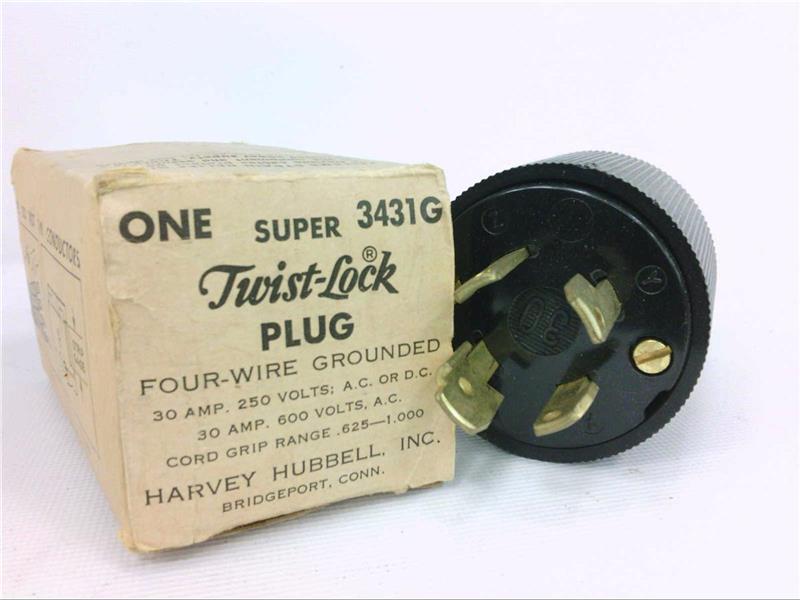 ONE SUPER 3431G
Twist-Lock®
PLUG
FOUR-WIRE GROUNDED
30 AMP. 250 VOLTS; A.C. OR D.C.
30 AMP. 600 VOLTS, A.C.
CORD GRIP RANGE .625—1.000
HARVEY HUBBELL, INC.
BRIDGEPORT, CONN.
CONDUCTORS
Z
Y